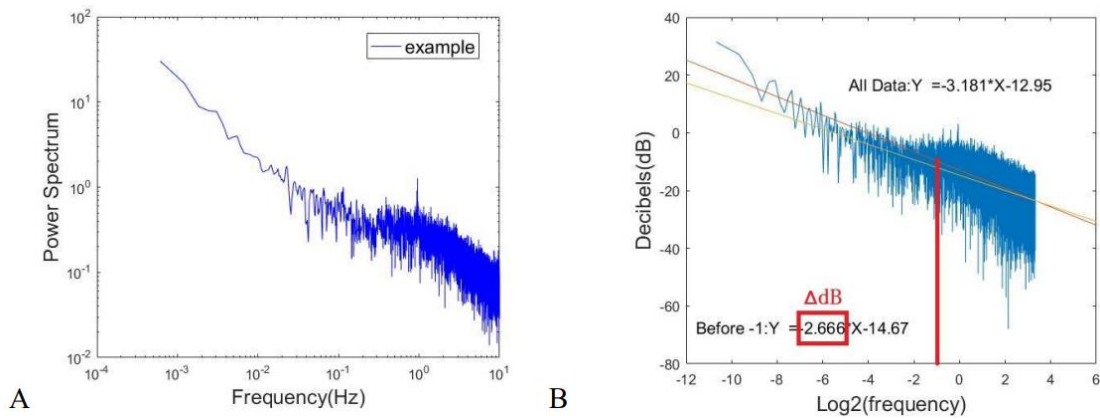 10^2
10^1
10^0
10^-1
10^-2
10^-4
10^-3
10^-2
10^-1
10^0
10^1
Power Spectrum
Frequency(Hz)
example
A
40
20
0
-20
-40
-60
-80
-12
-10
-8
-6
-4
-2
0
2
4
6
Decibels(dB)
Log2(frequency)
All Data:Y =-3.181*X-12.95
ΔdB
Before -1:Y =-2.666*X-14.67
B